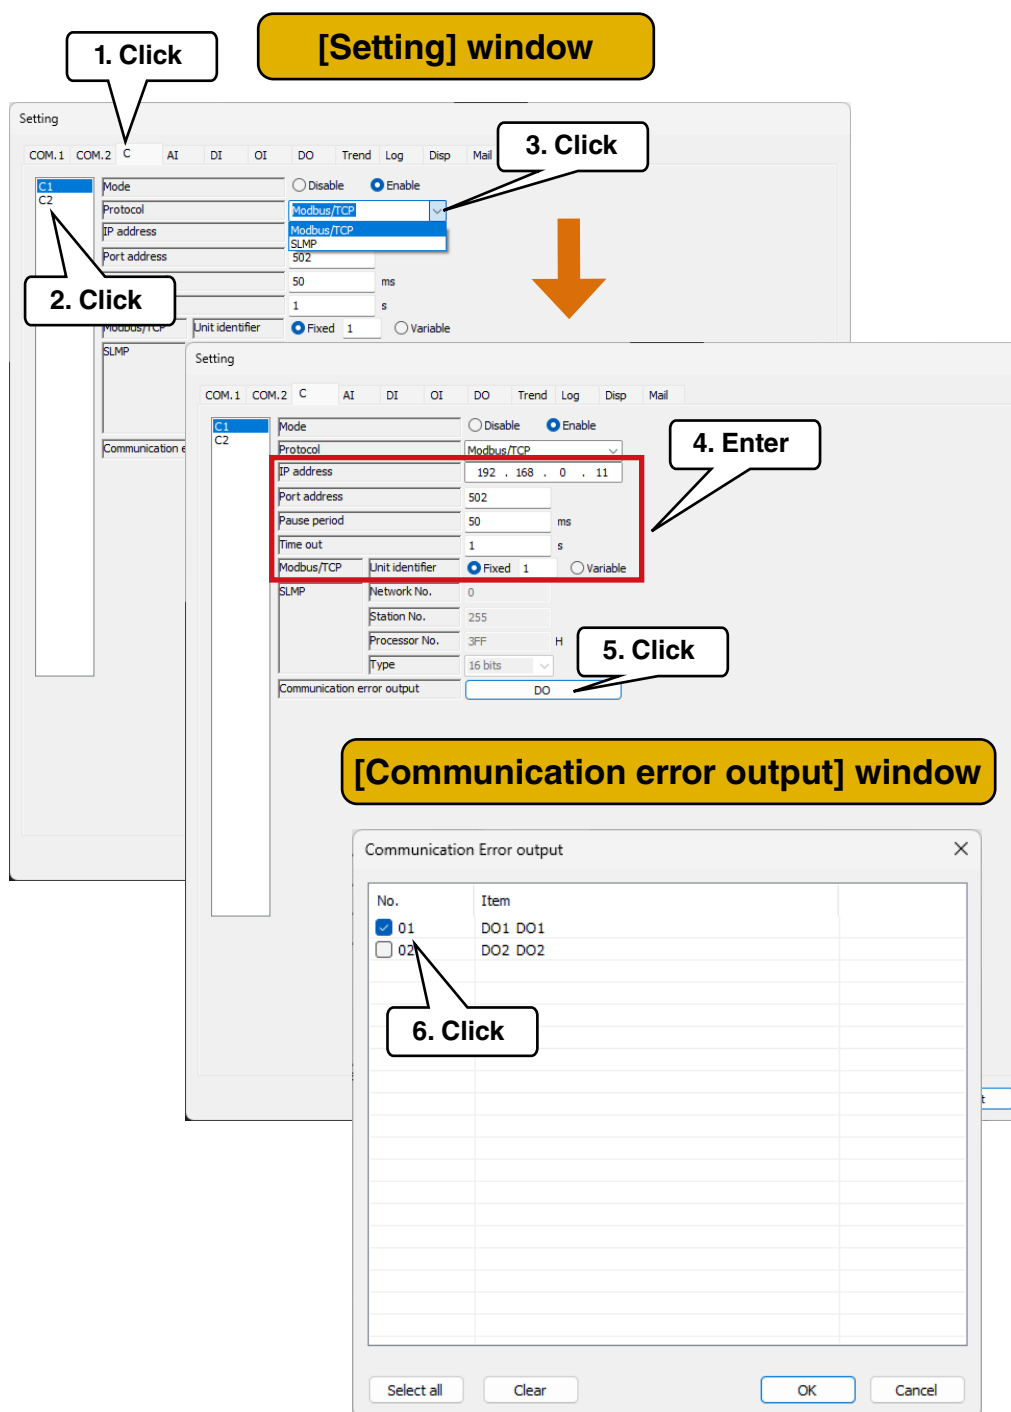 [Setting] window
1. Click
Setting
3. Click
COM.1 COM.2 C AI DI OI DO Trend Log Disp Mail
C1
C2
Mode Disable Enable
Protocol Modbus/TCP
Modbus/TCP
SLMP
IP address
Port address 502
50 ms
1 s
2. Click
Modbus/TCP Unit identifier Fixed 1 Variable
SLMP
Communication e
Setting
COM.1 COM.2 C AI DI OI DO Trend Log Disp Mail
C1
C2
Mode Disable Enable
Protocol Modbus/TCP
4. Enter
IP address 192 . 168 . 0 . 11
Port address 502
Pause period 50 ms
Time out 1 s
Modbus/TCP Unit identifier Fixed 1 Variable
SLMP Network No. 0
Station No. 255
Processor No. 3FF H
Type 16 bits
5. Click
Communication error output DO
[Communication error output] window
Communication Error output
No. Item
01 DO1 DO1
02 DO2 DO2
6. Click
t
Select all Clear OK Cancel